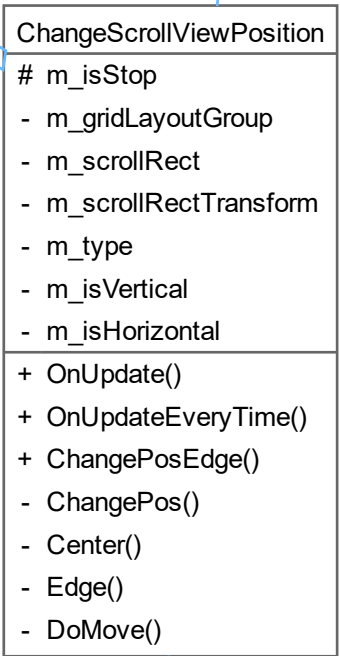 ChangeScrollViewPosition
# m_isStop
- m_gridLayoutGroup
- m_scrollRect
- m_scrollRectTransform
- m_type
- m_isVertical
- m_isHorizontal
+ OnUpdate()
+ OnUpdateEveryTime()
+ ChangePosEdge()
- ChangePos()
- Center()
- Edge()
- DoMove()